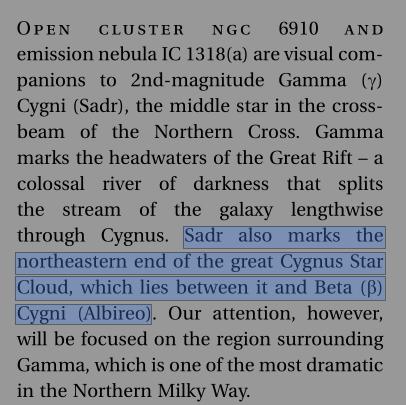 OPEN CLUSTER NGC 6910 AND
emission nebula IC 1318(a) are visual com-
panions to 2nd-magnitude Gamma (γ)
Cygni (Sadr), the middle star in the cross-
beam of the Northern Cross. Gamma
marks the headwaters of the Great Rift – a
colossal river of darkness that splits
the stream of the galaxy lengthwise
through Cygnus. Sadr also marks the
northeastern end of the great Cygnus Star
Cloud, which lies between it and Beta (β)
Cygni (Albireo). Our attention, however,
will be focused on the region surrounding
Gamma, which is one of the most dramatic
in the Northern Milky Way.